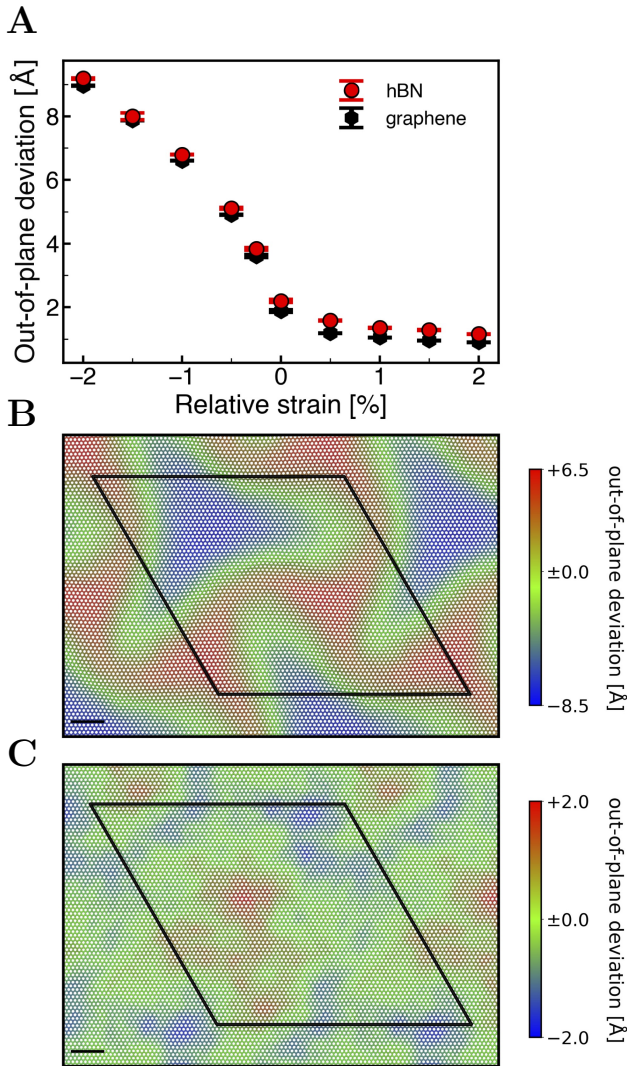 A
Out-of-plane deviation [Å]
8
6
4
2
hBN
graphene
−2
−1
0
1
2
Relative strain [%]
B
+6.5
±0.0
−8.5
out-of-plane deviation [Å]
C
+2.0
±0.0
−2.0
out-of-plane deviation [Å]